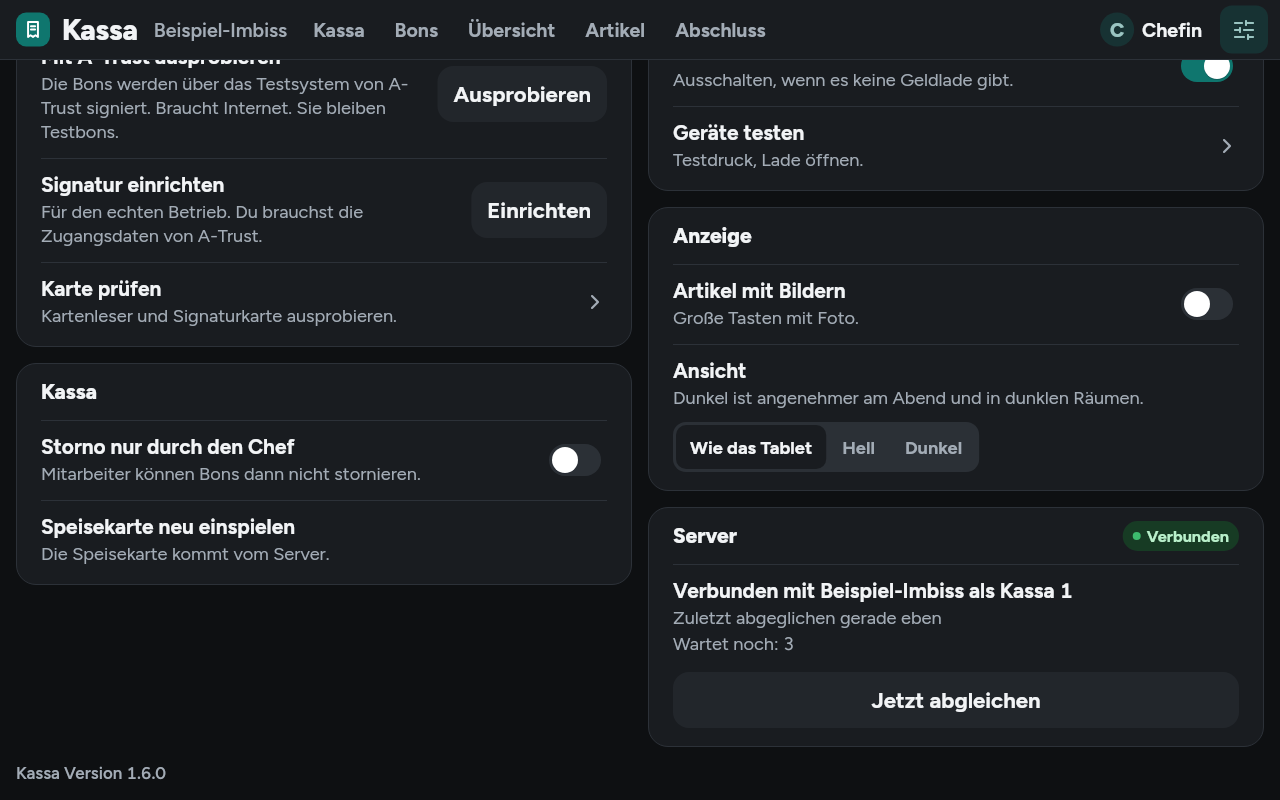 Kassa
Beispiel-Imbiss
Kassa
Bons
Übersicht
Artikel
Abschluss
C
Chefin
Mit A-Trust ausprobieren
Die Bons werden über das Testsystem von A-
Trust signiert. Braucht Internet. Sie bleiben
Testbons.
Ausprobieren
Signatur einrichten
Für den echten Betrieb. Du brauchst die
Zugangsdaten von A-Trust.
Einrichten
Karte prüfen
Kartenleser und Signaturkarte ausprobieren.
Kassa
Storno nur durch den Chef
Mitarbeiter können Bons dann nicht stornieren.
Speisekarte neu einspielen
Die Speisekarte kommt vom Server.
Ausschalten, wenn es keine Geldlade gibt.
Geräte testen
Testdruck, Lade öffnen.
Anzeige
Artikel mit Bildern
Große Tasten mit Foto.
Ansicht
Dunkel ist angenehmer am Abend und in dunklen Räumen.
Wie das Tablet
Hell
Dunkel
Server
Verbunden
Verbunden mit Beispiel-Imbiss als Kassa 1
Zuletzt abgeglichen gerade eben
Wartet noch: 3
Jetzt abgleichen
Kassa Version 1.6.0